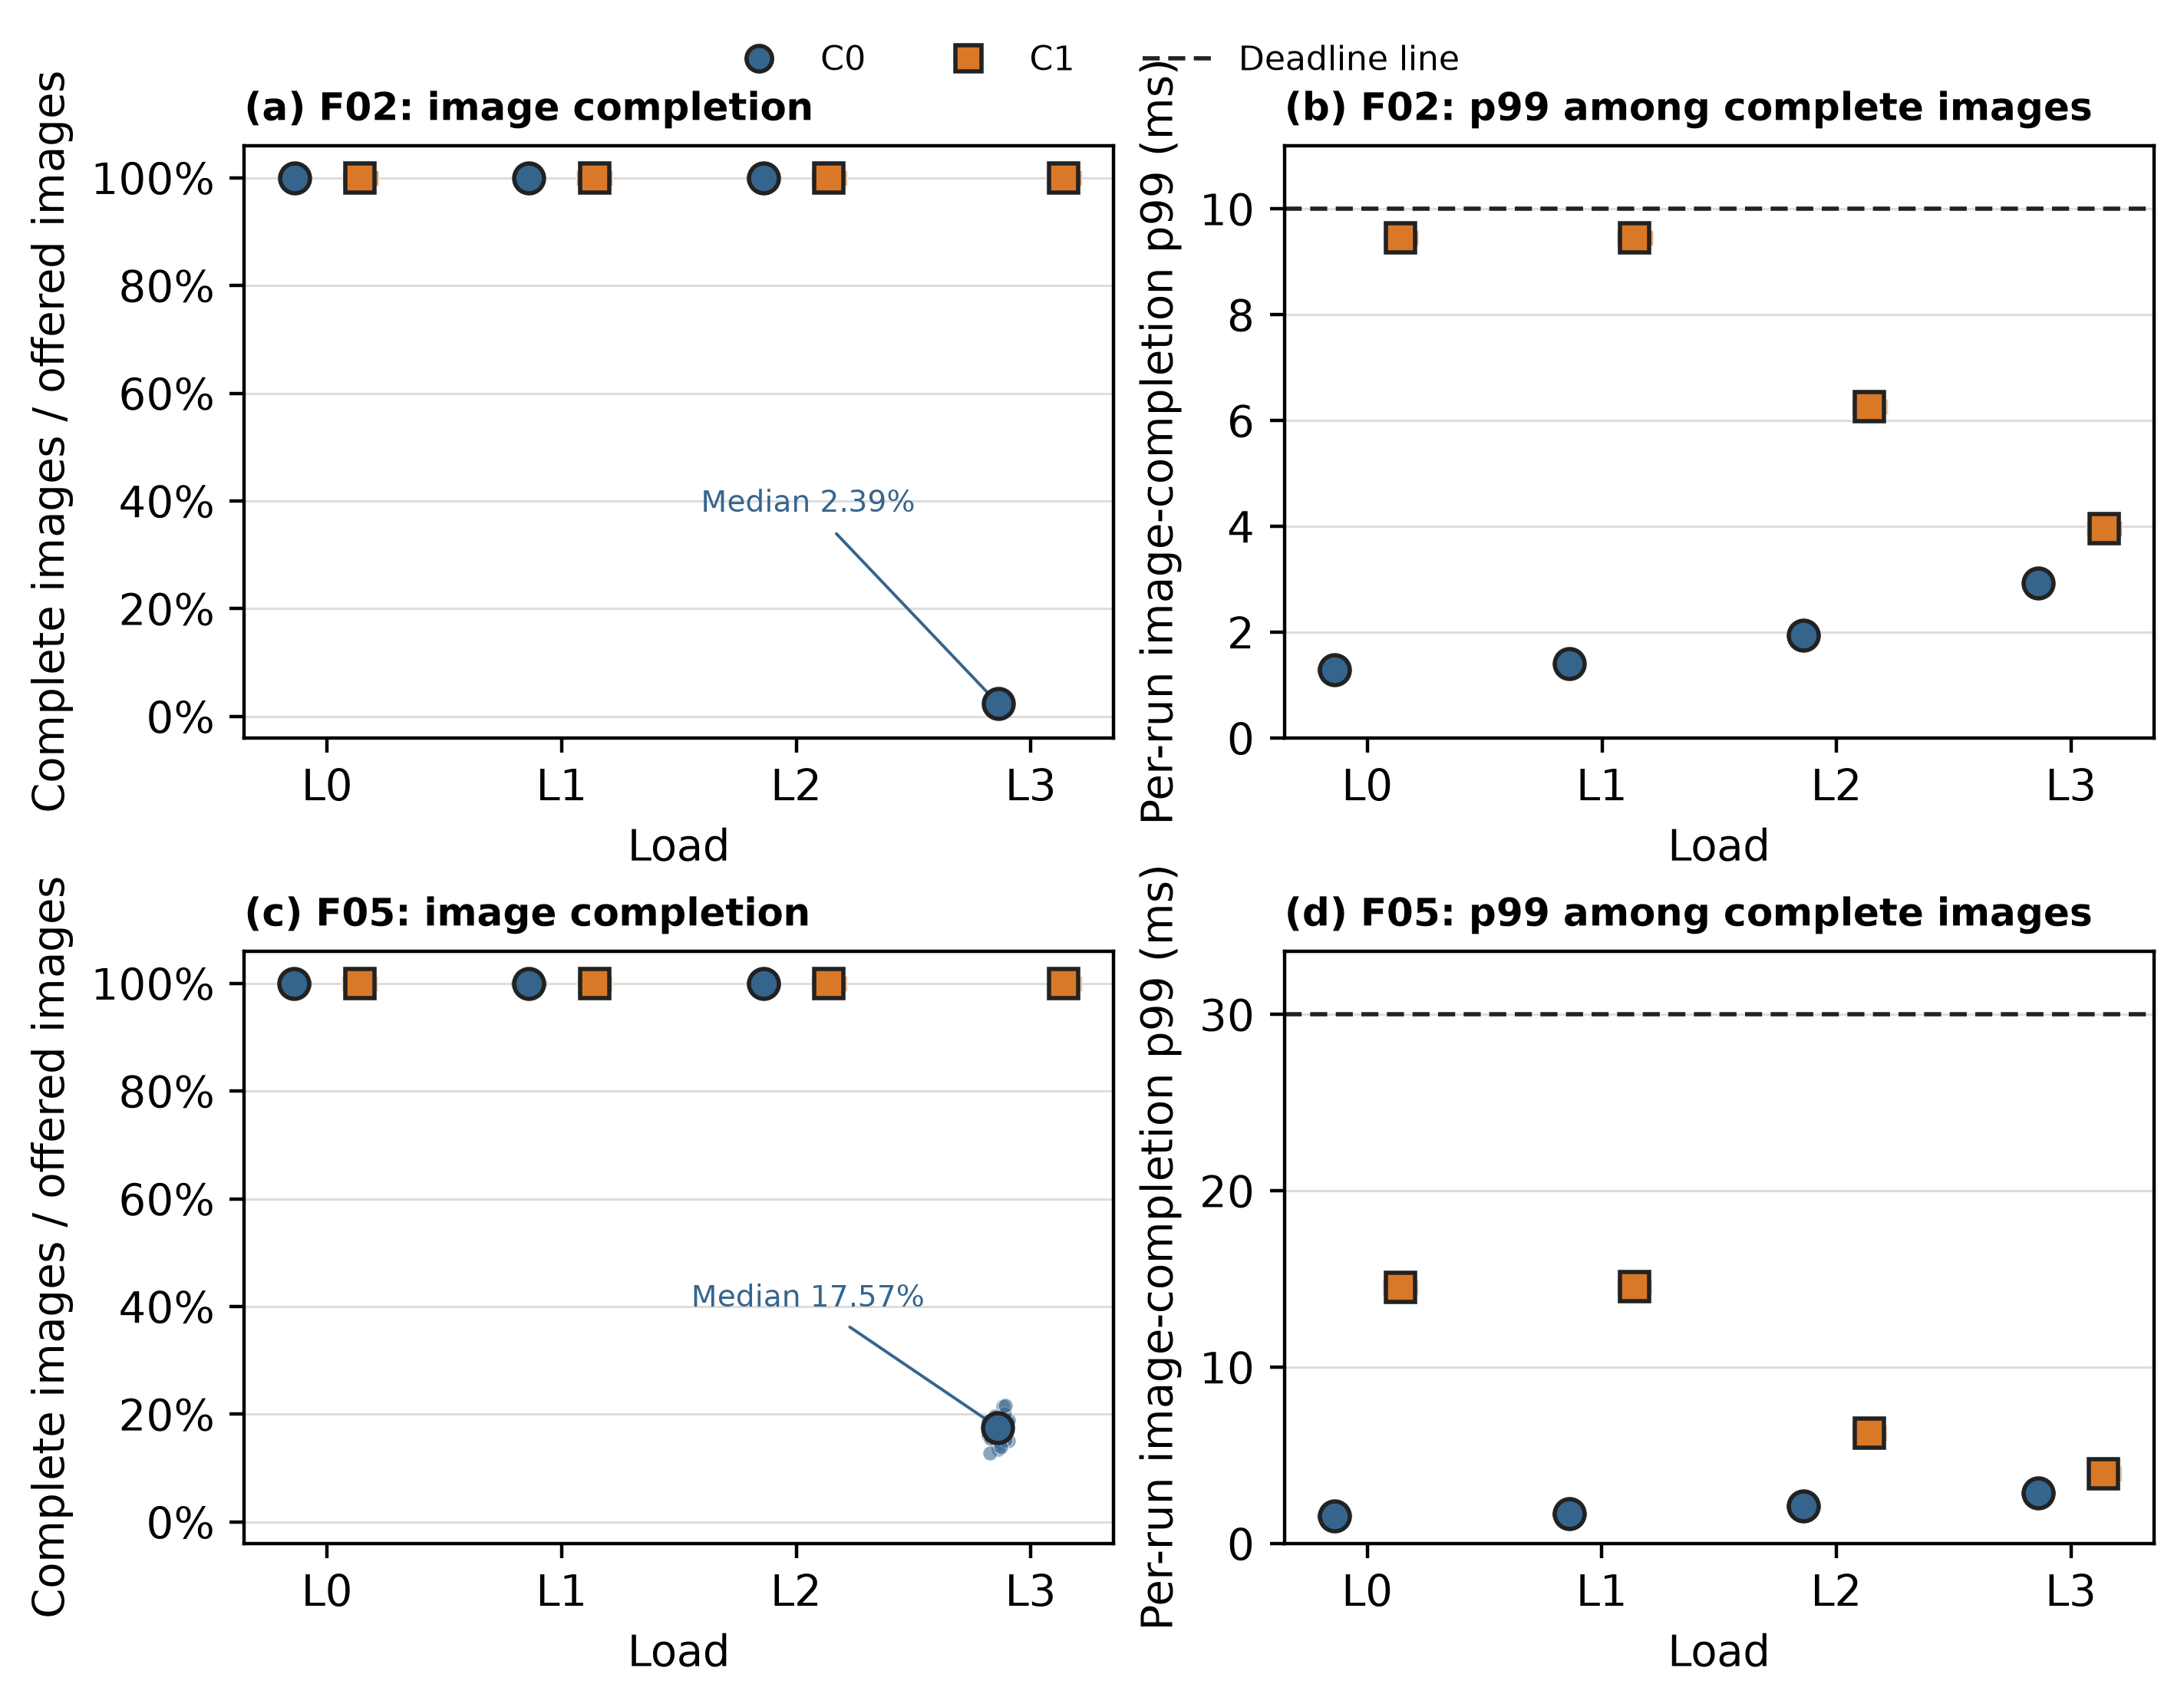 C0
C1
Deadline line
(a) F02: image completion
Complete images / offered images
100%
80%
60%
40%
20%
0%
Median 2.39%
L0
L1
L2
L3
Load
(b) F02: p99 among complete images
Per-run image-completion p99 (ms)
10
8
6
4
2
0
L0
L1
L2
L3
Load
(c) F05: image completion
Complete images / offered images
100%
80%
60%
40%
20%
0%
Median 17.57%
L0
L1
L2
L3
Load
(d) F05: p99 among complete images
Per-run image-completion p99 (ms)
30
20
10
0
L0
L1
L2
L3
Load